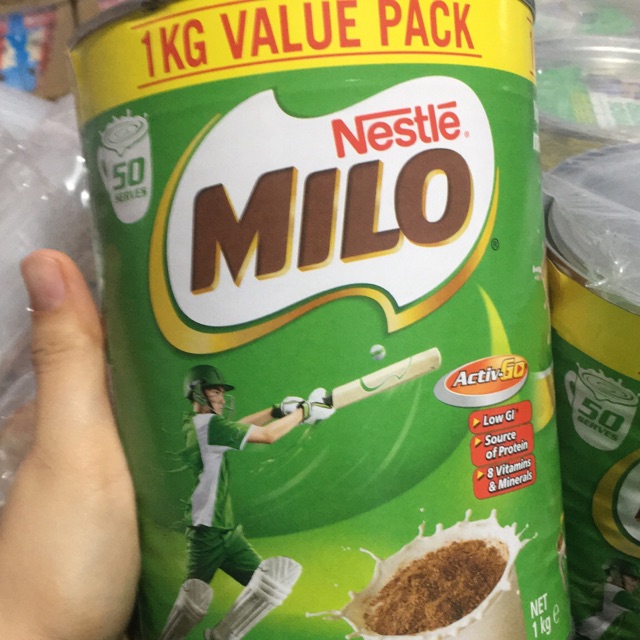 1KG VALUE PACK
50
SERVES
Nestlé®
MILO®
Activ-GO
Low GI
Source
of Protein
8 Vitamins
& Minerals
NET
1 kg e
50
SERVES